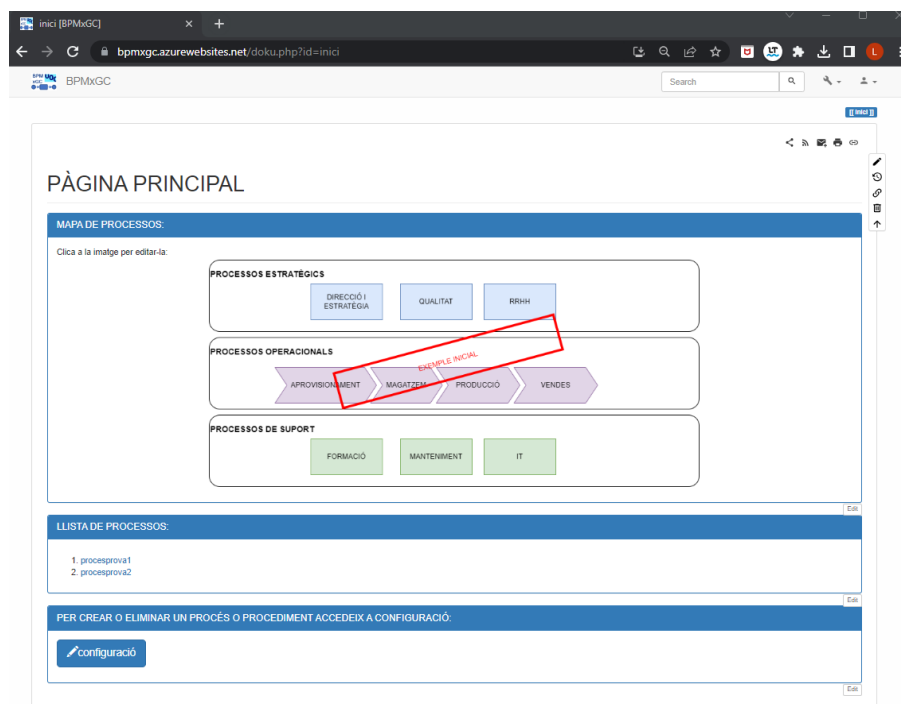 inici [BPMxGC]
bpmxgc.azurewebsites.net/doku.php?id=inici
L
BPMxGC
Search
[[ inici ]]
PÀGINA PRINCIPAL
MAPA DE PROCESSOS:
Clica a la imatge per editar-la:
PROCESSOS ESTRATÈGICS
DIRECCIÓ I
ESTRATÈGIA
QUALITAT
RRHH
PROCESSOS OPERACIONALS
EXEMPLE INICIAL
APROVISIONAMENT
MAGATZEM
PRODUCCIÓ
VENDES
PROCESSOS DE SUPORT
FORMACIÓ
MANTENIMENT
IT
Edit
LLISTA DE PROCESSOS:
1. procesprova1
2. procesprova2
Edit
PER CREAR O ELIMINAR UN PROCÉS O PROCEDIMENT ACCEDEIX A CONFIGURACIÓ:
configuració
Edit